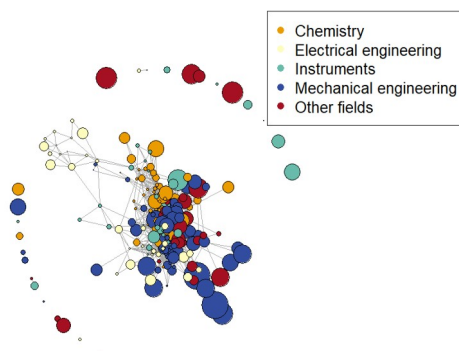 Chemistry
Electrical engineering
Instruments
Mechanical engineering
Other fields